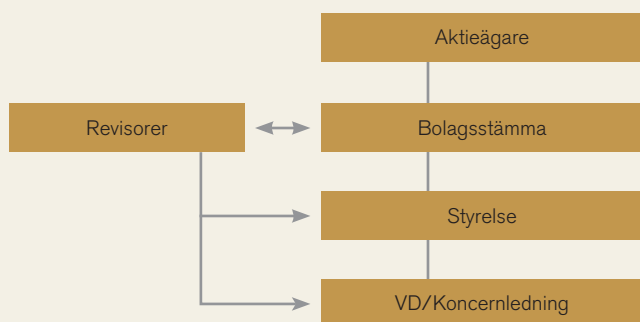 Aktieägare
Revisorer
Bolagsstämma
Styrelse
VD/Koncernledning